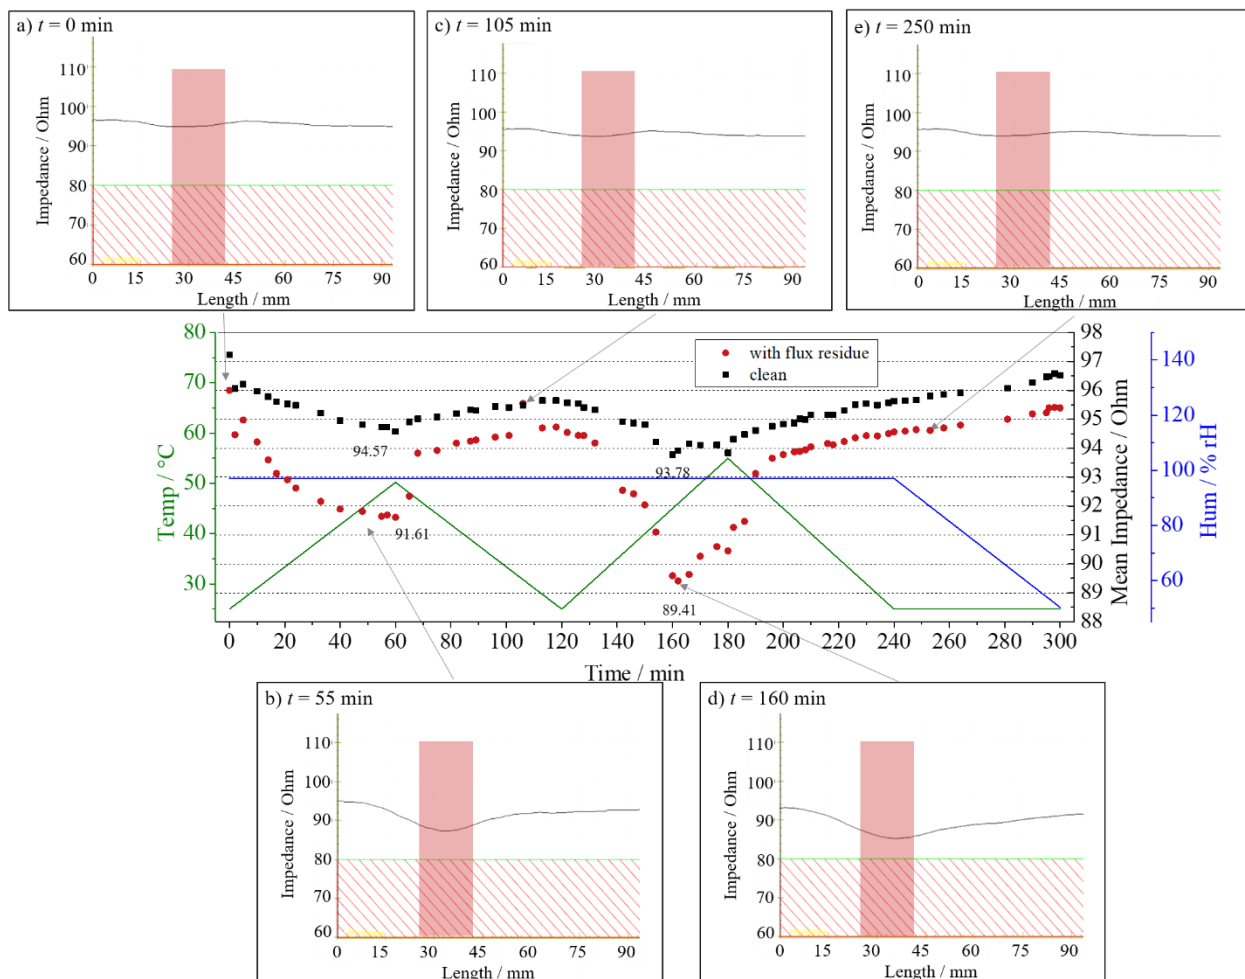 a) t = 0 min
Impedance / Ohm
110
100
90
80
70
60
0 15 30 45 60 75 90
Length / mm
c) t = 105 min
Impedance / Ohm
110
100
90
80
70
60
0 15 30 45 60 75 90
Length / mm
e) t = 250 min
Impedance / Ohm
110
100
90
80
70
60
0 15 30 45 60 75 90
Length / mm
Temp / °C
80
70
60
50
40
30
with flux residue
clean
94.57
91.61
93.78
89.41
98
97
96
95
94
93
92
91
90
89
88
Mean Impedance / Ohm
140
120
100
80
60
Hum / % rH
0 20 40 60 80 100 120 140 160 180 200 220 240 260 280 300
Time / min
b) t = 55 min
Impedance / Ohm
110
100
90
80
70
60
0 15 30 45 60 75 90
Length / mm
d) t = 160 min
Impedance / Ohm
110
100
90
80
70
60
0 15 30 45 60 75 90
Length / mm